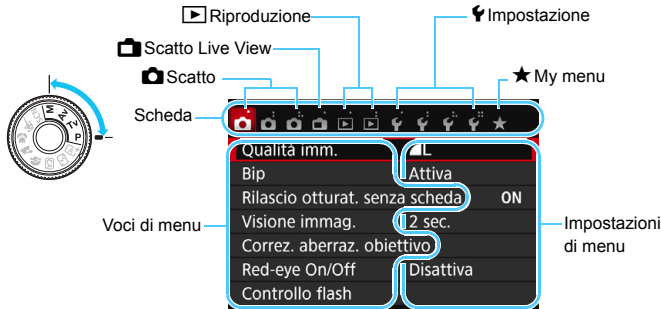 Riproduzione
Impostazione
Scatto Live View
Scatto
My menu
Scheda
M
Av
Tv
P
Qualità imm.
L
Bip
Attiva
Rilascio otturat. senza scheda
ON
Voci di menu
Visione immag.
2 sec.
Impostazioni
di menu
Correz. aberraz. obiettivo
Red-eye On/Off
Disattiva
Controllo flash